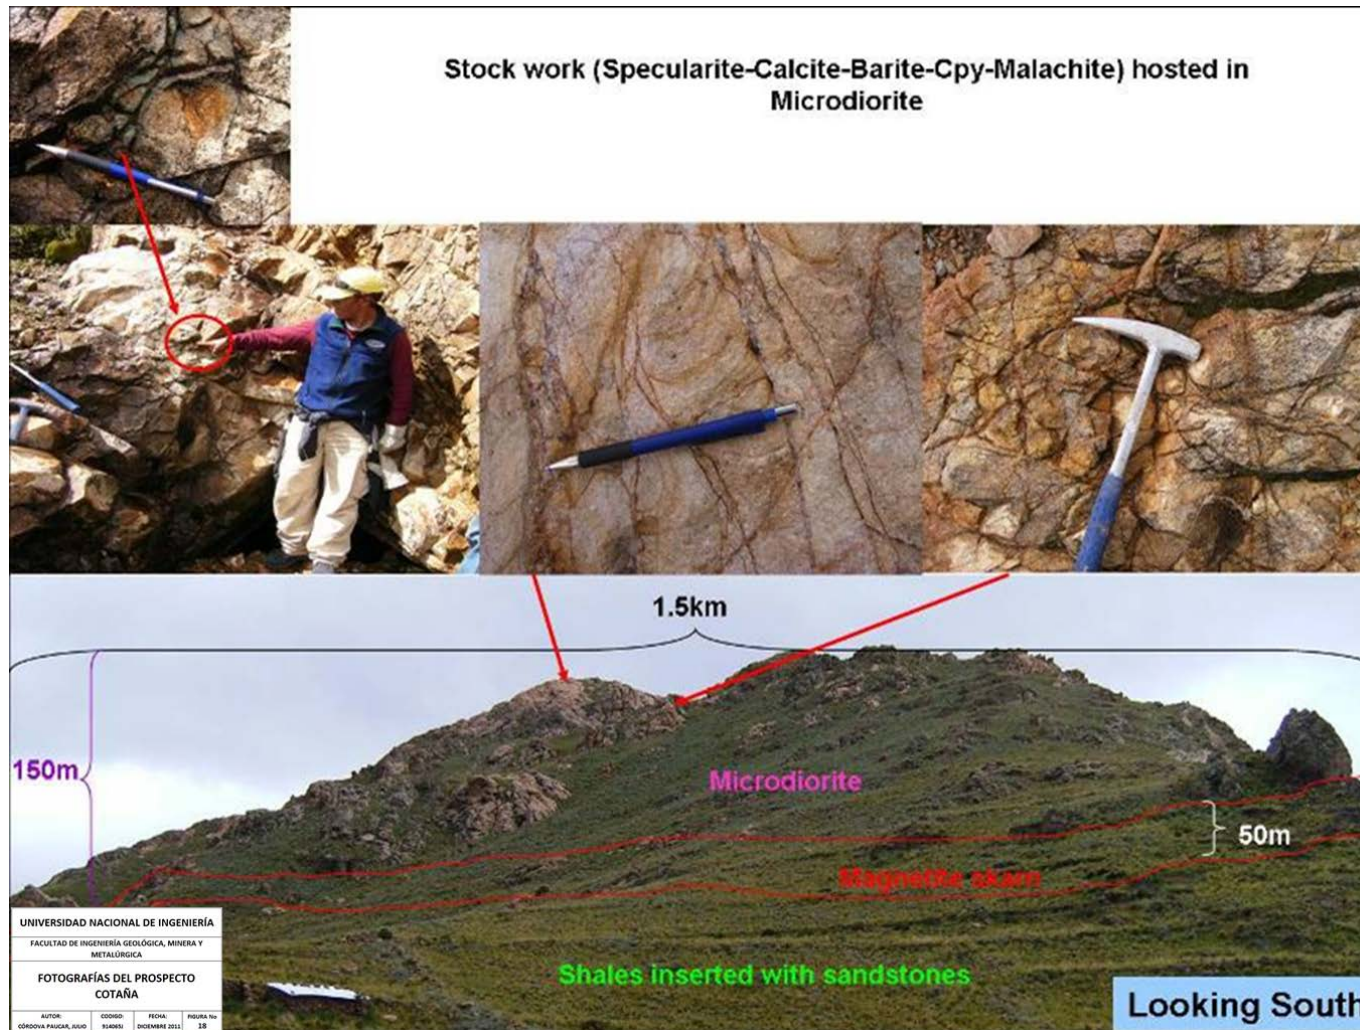 Stock work (Specularite-Calcite-Barite-Cpy-Malachite) hosted in
Microdiorite
1.5km
150m
Microdiorite
50m
Magnetite skarn
Shales inserted with sandstones
Looking South
UNIVERSIDAD NACIONAL DE INGENIERÍA
FACULTAD DE INGENIERÍA GEOLÓGICA, MINERA Y
METALÚRGICA
FOTOGRAFÍAS DEL PROSPECTO
COTAÑA
AUTOR:
CÓRDOVA PAUCAR, JULIO
CODIGO:
FECHA:
DICIEMBRE 2011
FIGURA No
18